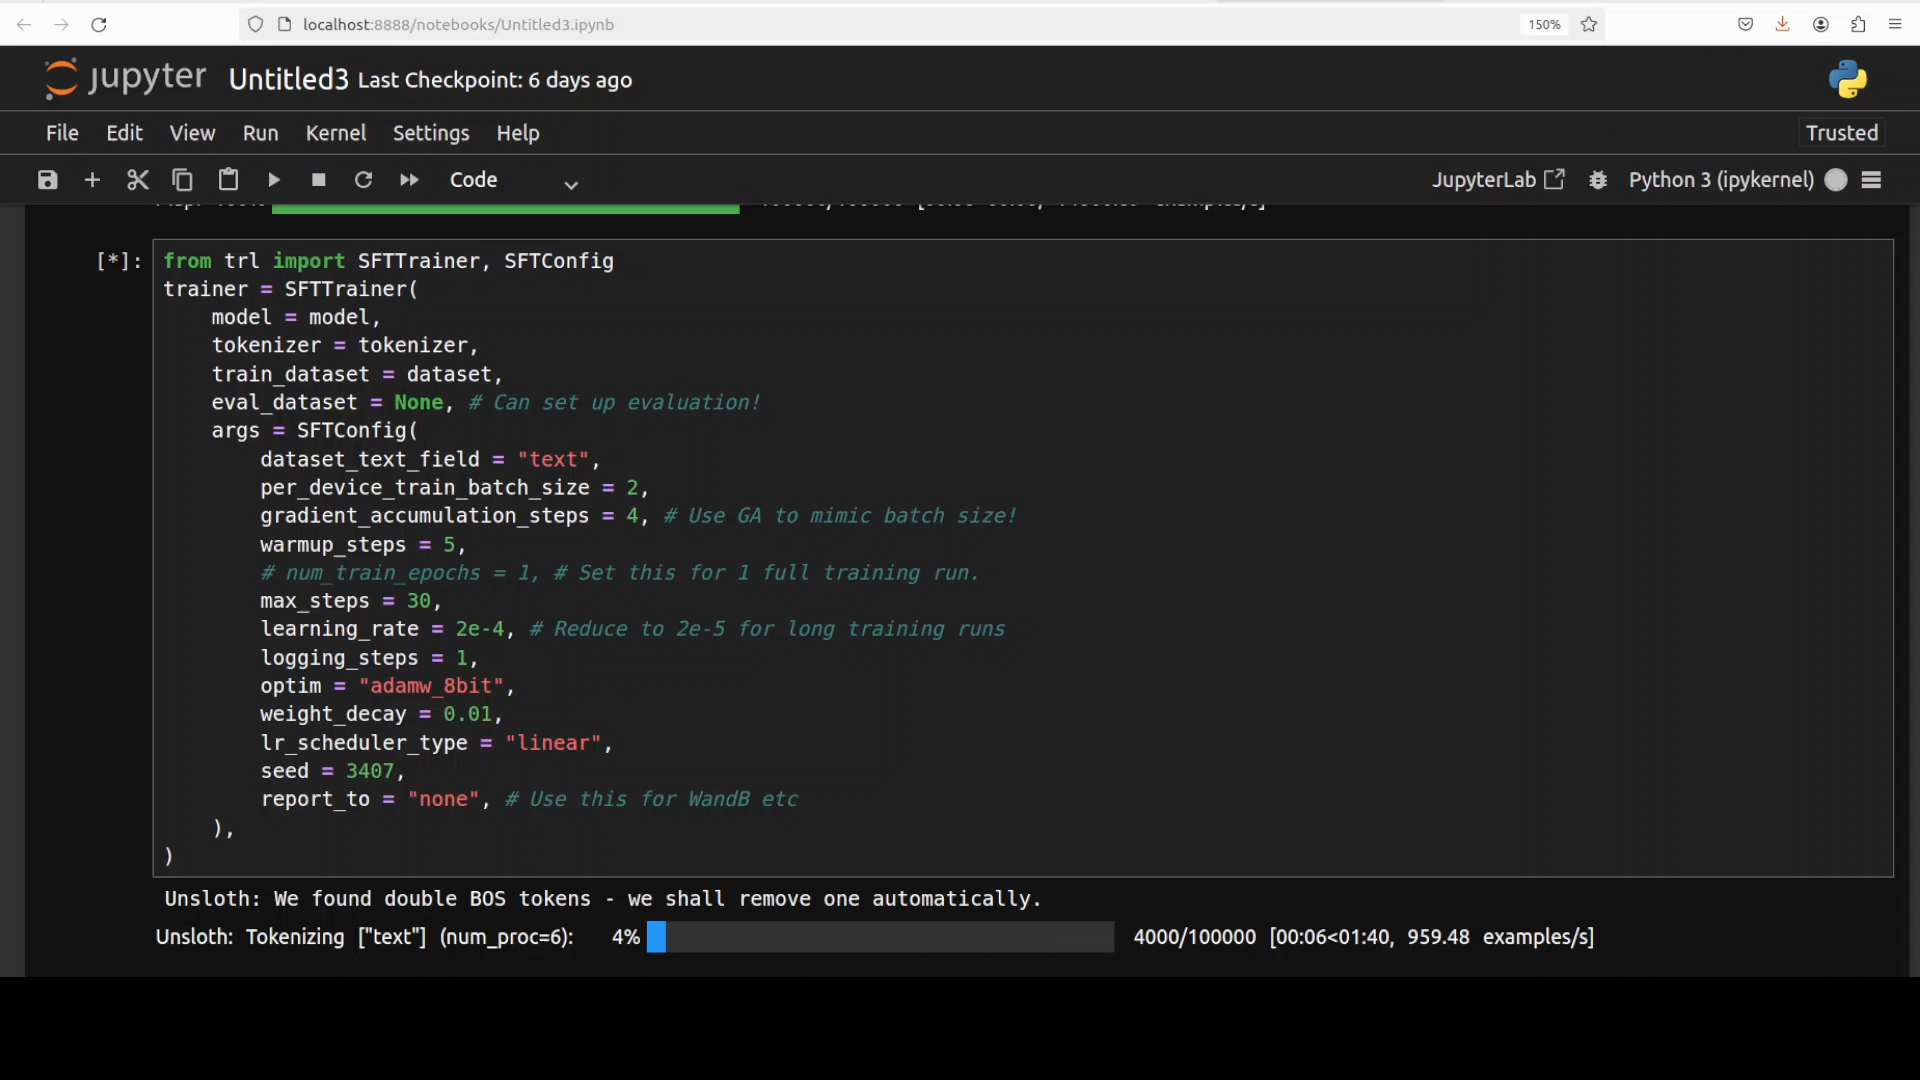 localhost:8888/notebooks/Untitled3.ipynb
150%
jupyter Untitled3 Last Checkpoint: 6 days ago
File Edit View Run Kernel Settings Help
Trusted
Code
JupyterLab
Python 3 (ipykernel)
[*]:
from trl import SFTTrainer, SFTConfig
trainer = SFTTrainer(
    model = model,
    tokenizer = tokenizer,
    train_dataset = dataset,
    eval_dataset = None, # Can set up evaluation!
    args = SFTConfig(
        dataset_text_field = "text",
        per_device_train_batch_size = 2,
        gradient_accumulation_steps = 4, # Use GA to mimic batch size!
        warmup_steps = 5,
        # num_train_epochs = 1, # Set this for 1 full training run.
        max_steps = 30,
        learning_rate = 2e-4, # Reduce to 2e-5 for long training runs
        logging_steps = 1,
        optim = "adamw_8bit",
        weight_decay = 0.01,
        lr_scheduler_type = "linear",
        seed = 3407,
        report_to = "none", # Use this for WandB etc
    ),
)
Unsloth: We found double BOS tokens - we shall remove one automatically.
Unsloth: Tokenizing ["text"] (num_proc=6): 4% 4000/100000 [00:06<01:40, 959.48 examples/s]